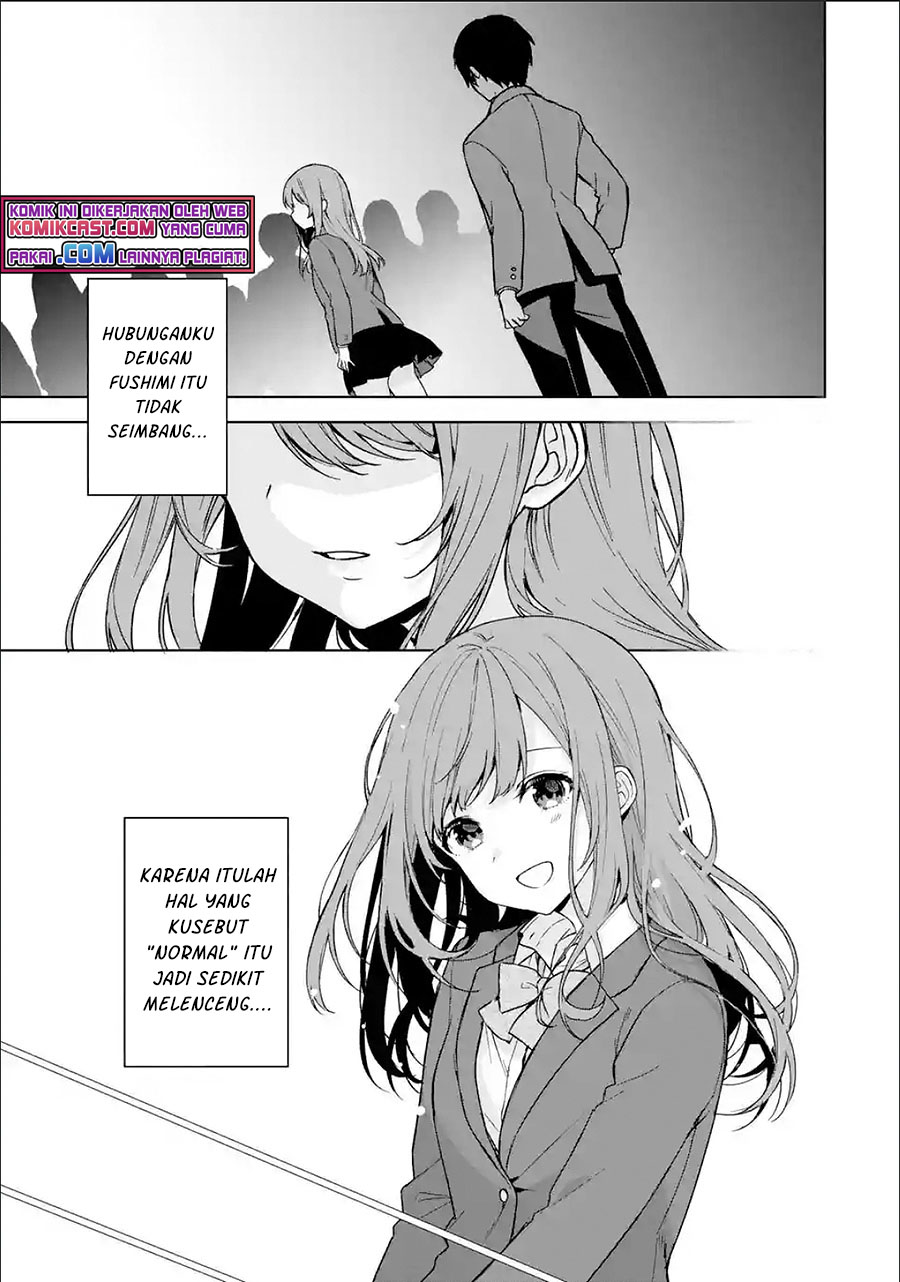 KOMIK INI DIKERJAKAN OLEH WEB
KOMIKCAST.COM YANG CUMA
PAKAI .COM LAINNYA PLAGIAT!
HUBUNGANKU
DENGAN
FUSHIMI ITU
TIDAK
SEIMBANG...
KARENA ITULAH
HAL YANG
KUSEBUT
"NORMAL" ITU
JADI SEDIKIT
MELENCENG....